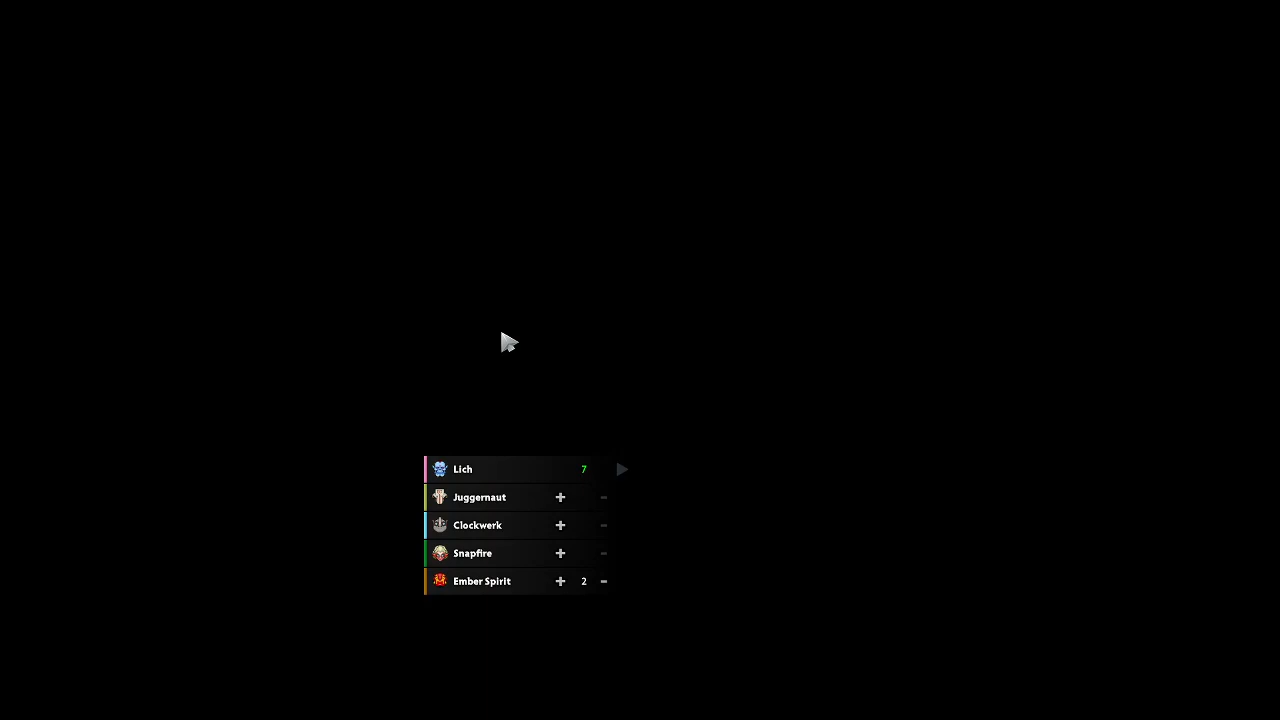 Lich 7
Juggernaut + -
Clockwerk + -
Snapfire + -
Ember Spirit + 2 -